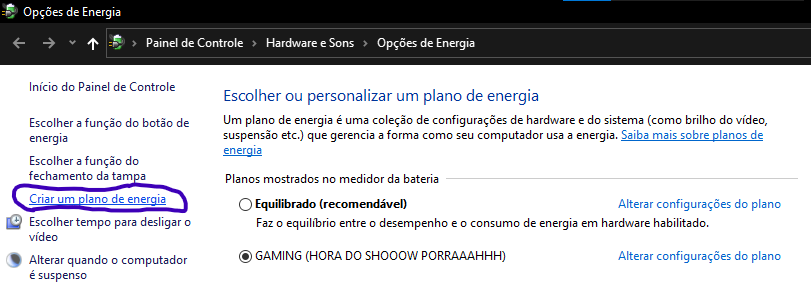 Opções de Energia
Painel de Controle > Hardware e Sons > Opções de Energia
Início do Painel de Controle
Escolher a função do botão de
energia
Escolher a função do
fechamento da tampa
Criar um plano de energia
Escolher tempo para desligar o
vídeo
Alterar quando o computador
é suspenso
Escolher ou personalizar um plano de energia
Um plano de energia é uma coleção de configurações de hardware e do sistema (como brilho do vídeo,
suspensão etc.) que gerencia a forma como seu computador usa a energia. Saiba mais sobre planos de
energia
Planos mostrados no medidor da bateria
Equilibrado (recomendável) Alterar configurações do plano
Faz o equilíbrio entre o desempenho e o consumo de energia em hardware habilitado.
GAMING (HORA DO SHOOOW PORRAAAHHH) Alterar configurações do plano